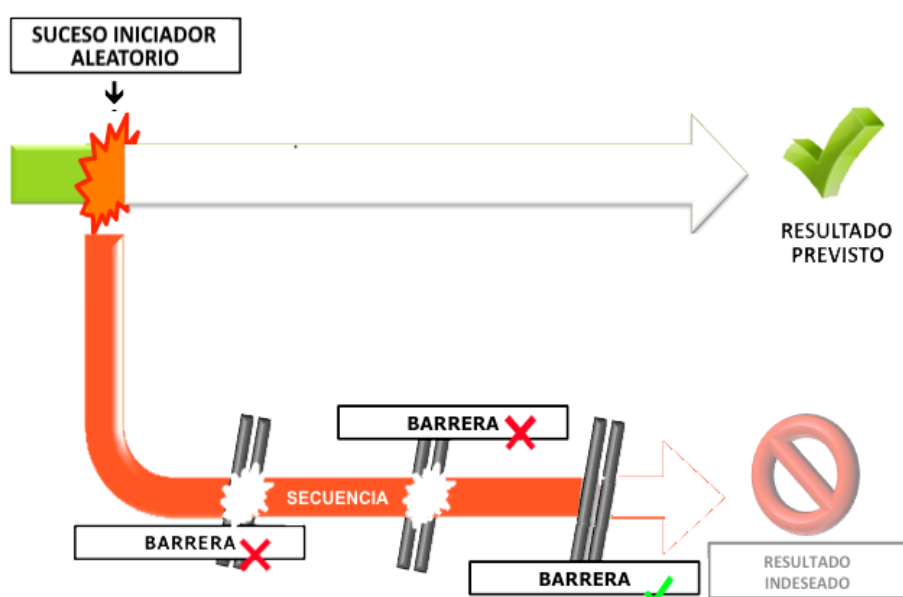 SUCESO INICIADOR
ALEATORIO
RESULTADO
PREVISTO
BARRERA
SECUENCIA
BARRERA
BARRERA
RESULTADO
INDESEADO